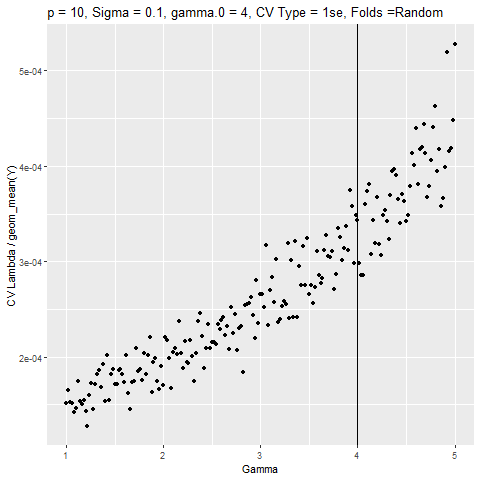 p = 10, Sigma = 0.1, gamma.0 = 4, CV Type = 1se, Folds =Random
CV Lambda / geom_mean(Y)
5e-04
4e-04
3e-04
2e-04
1 2 3 4 5
Gamma